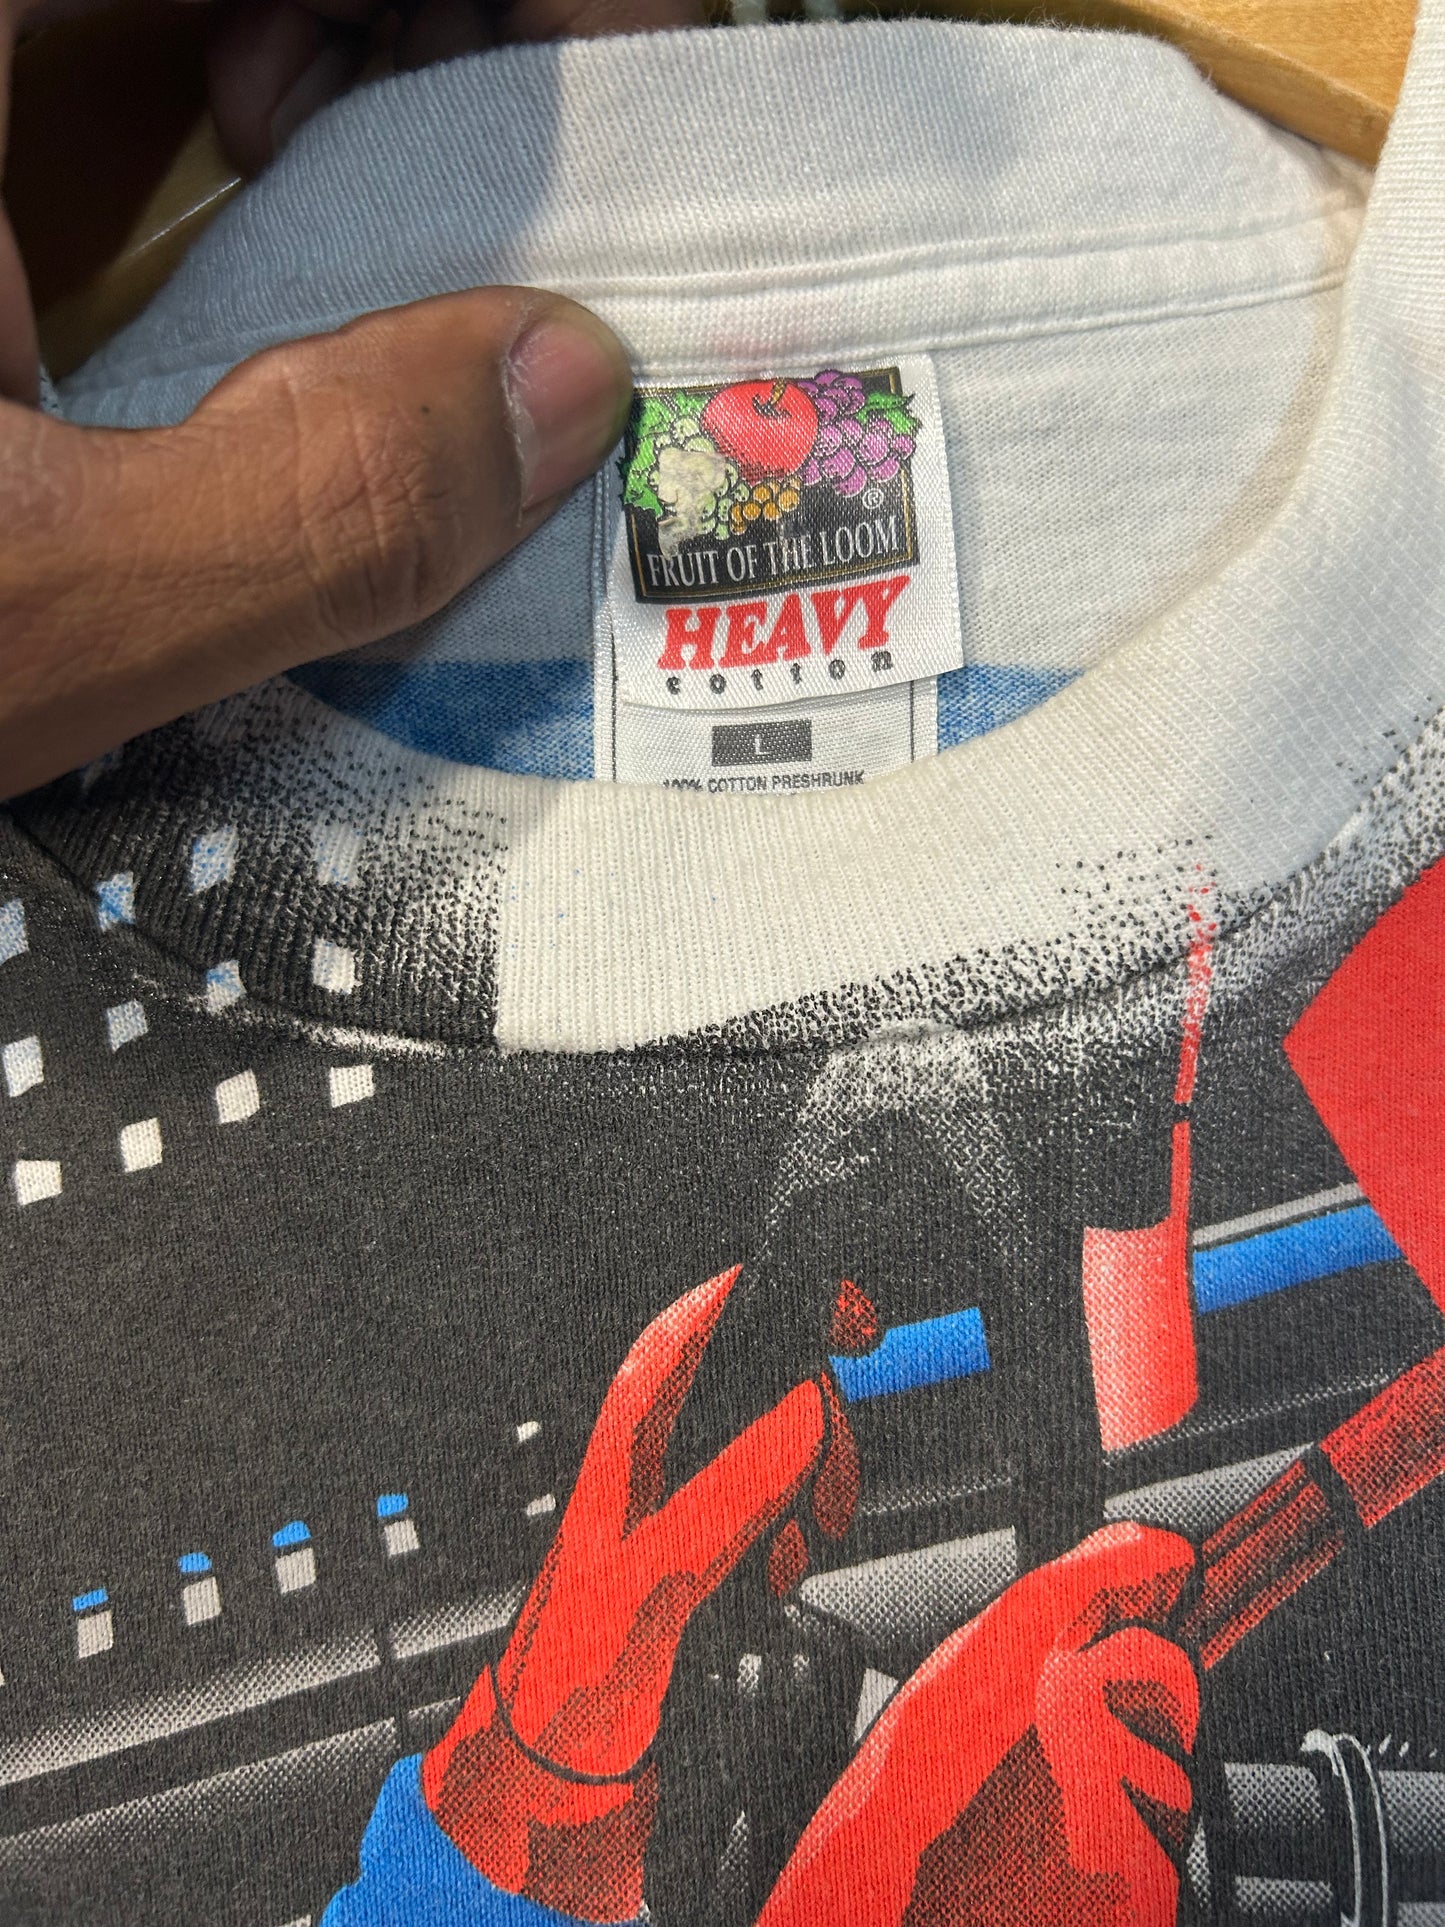 ®
FRUIT OF THE LOOM
HEAVY
cotton
L
100% COTTON PRESHRUNK